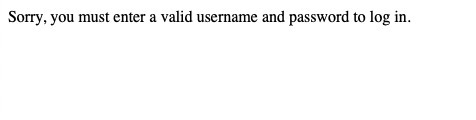 Sorry, you must enter a valid username and password to log in.